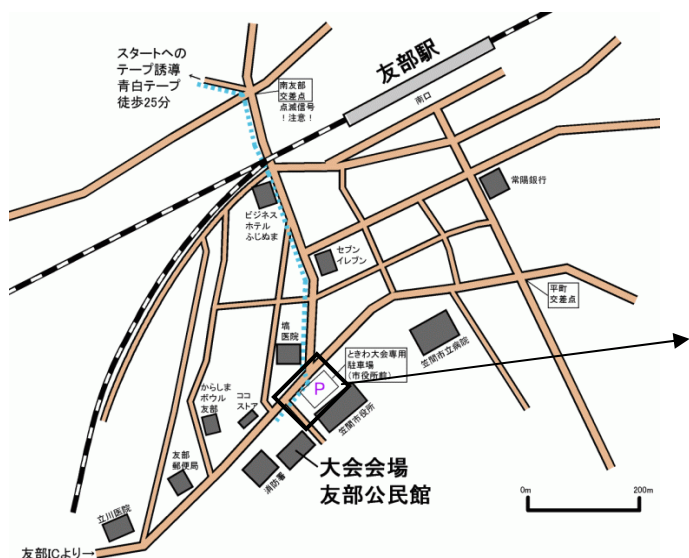 スタートへの
テープ誘導
青白テープ
徒歩25分
南友部
交差点
点滅信号
！注意！
友部駅
南口
常陽銀行
ビジネス
ホテル
ふじぬま
セブン
イレブン
平町
交差点
塙
医院
笠間市立病院
ときわ大会専用
駐車場
(市役所前)
P
からしま
ボウル
友部
ココ
ストア
笠間市役所
大会会場
友部公民館
消防署
友部
郵便局
立川医院
友部ICより→
0m
200m